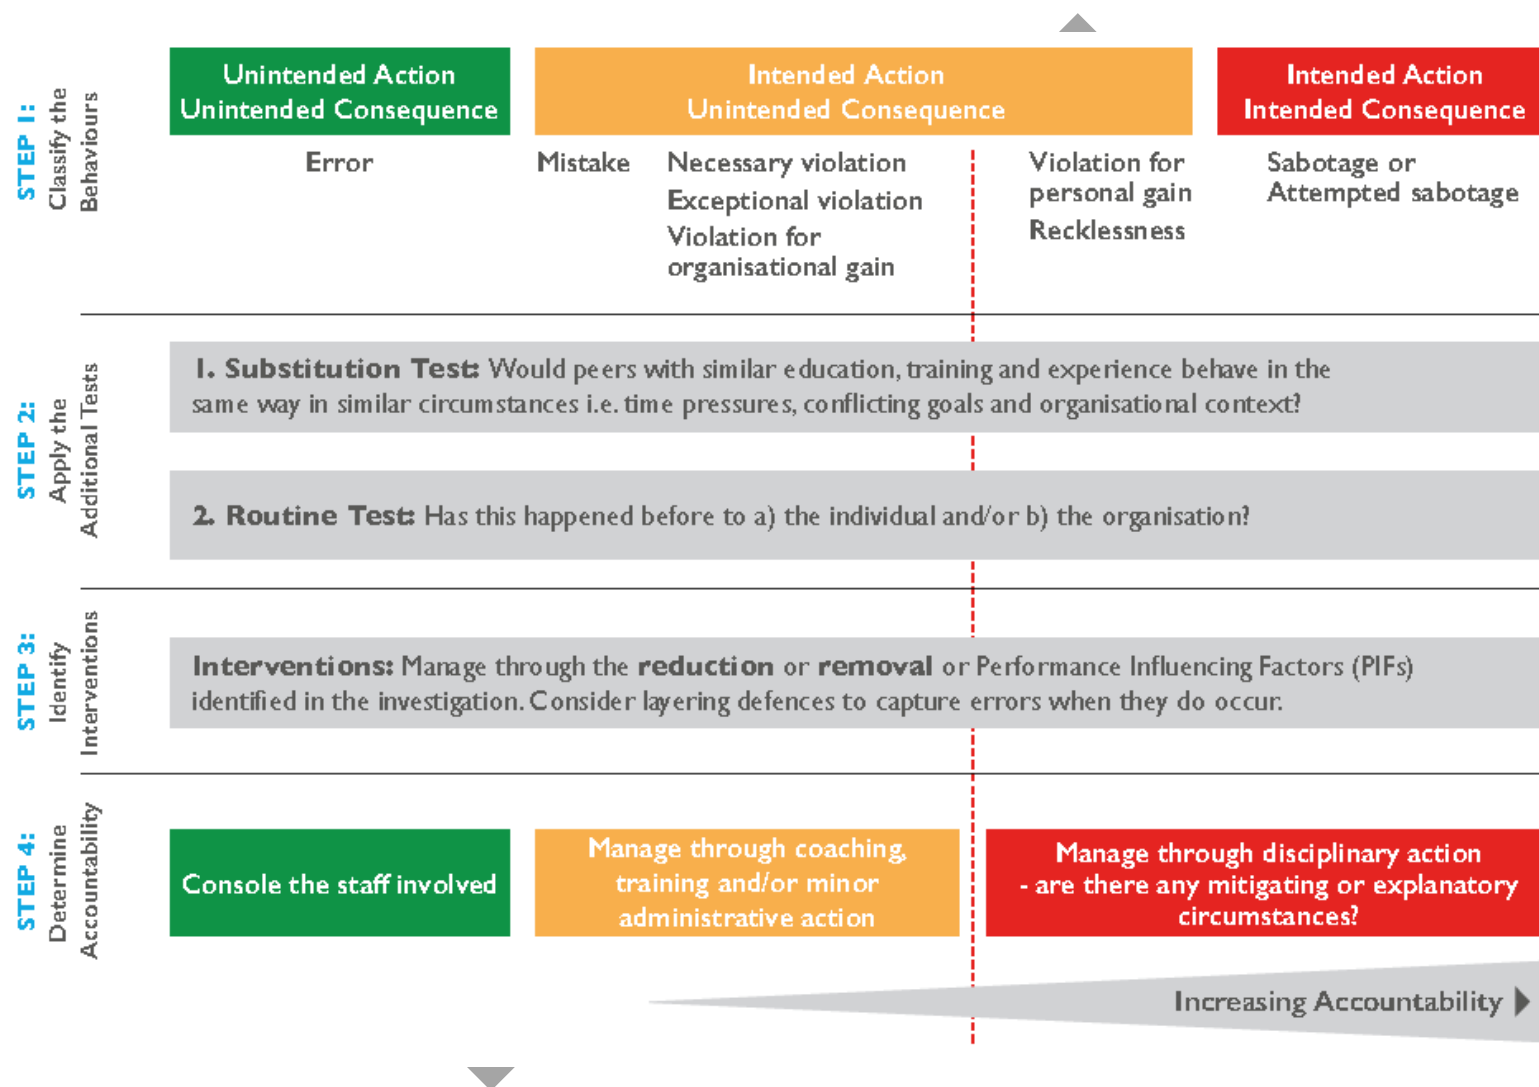 STEP 1:
Classify the
Behaviours
Unintended Action
Unintended Consequence
Error
Intended Action
Unintended Consequence
Mistake
Necessary violation
Exceptional violation
Violation for
organisational gain
Violation for
personal gain
Recklessness
Intended Action
Intended Consequence
Sabotage or
Attempted sabotage
STEP 2:
Apply the
Additional Tests
1. Substitution Test: Would peers with similar education, training and experience behave in the
same way in similar circumstances i.e. time pressures, conflicting goals and organisational context?
2. Routine Test: Has this happened before to a) the individual and/or b) the organisation?
STEP 3:
Identify
Interventions
Interventions: Manage through the reduction or removal or Performance Influencing Factors (PIFs)
identified in the investigation. Consider layering defences to capture errors when they do occur.
STEP 4:
Determine
Accountability
Console the staff involved
Manage through coaching,
training and/or minor
administrative action
Manage through disciplinary action
- are there any mitigating or explanatory
circumstances?
Increasing Accountability